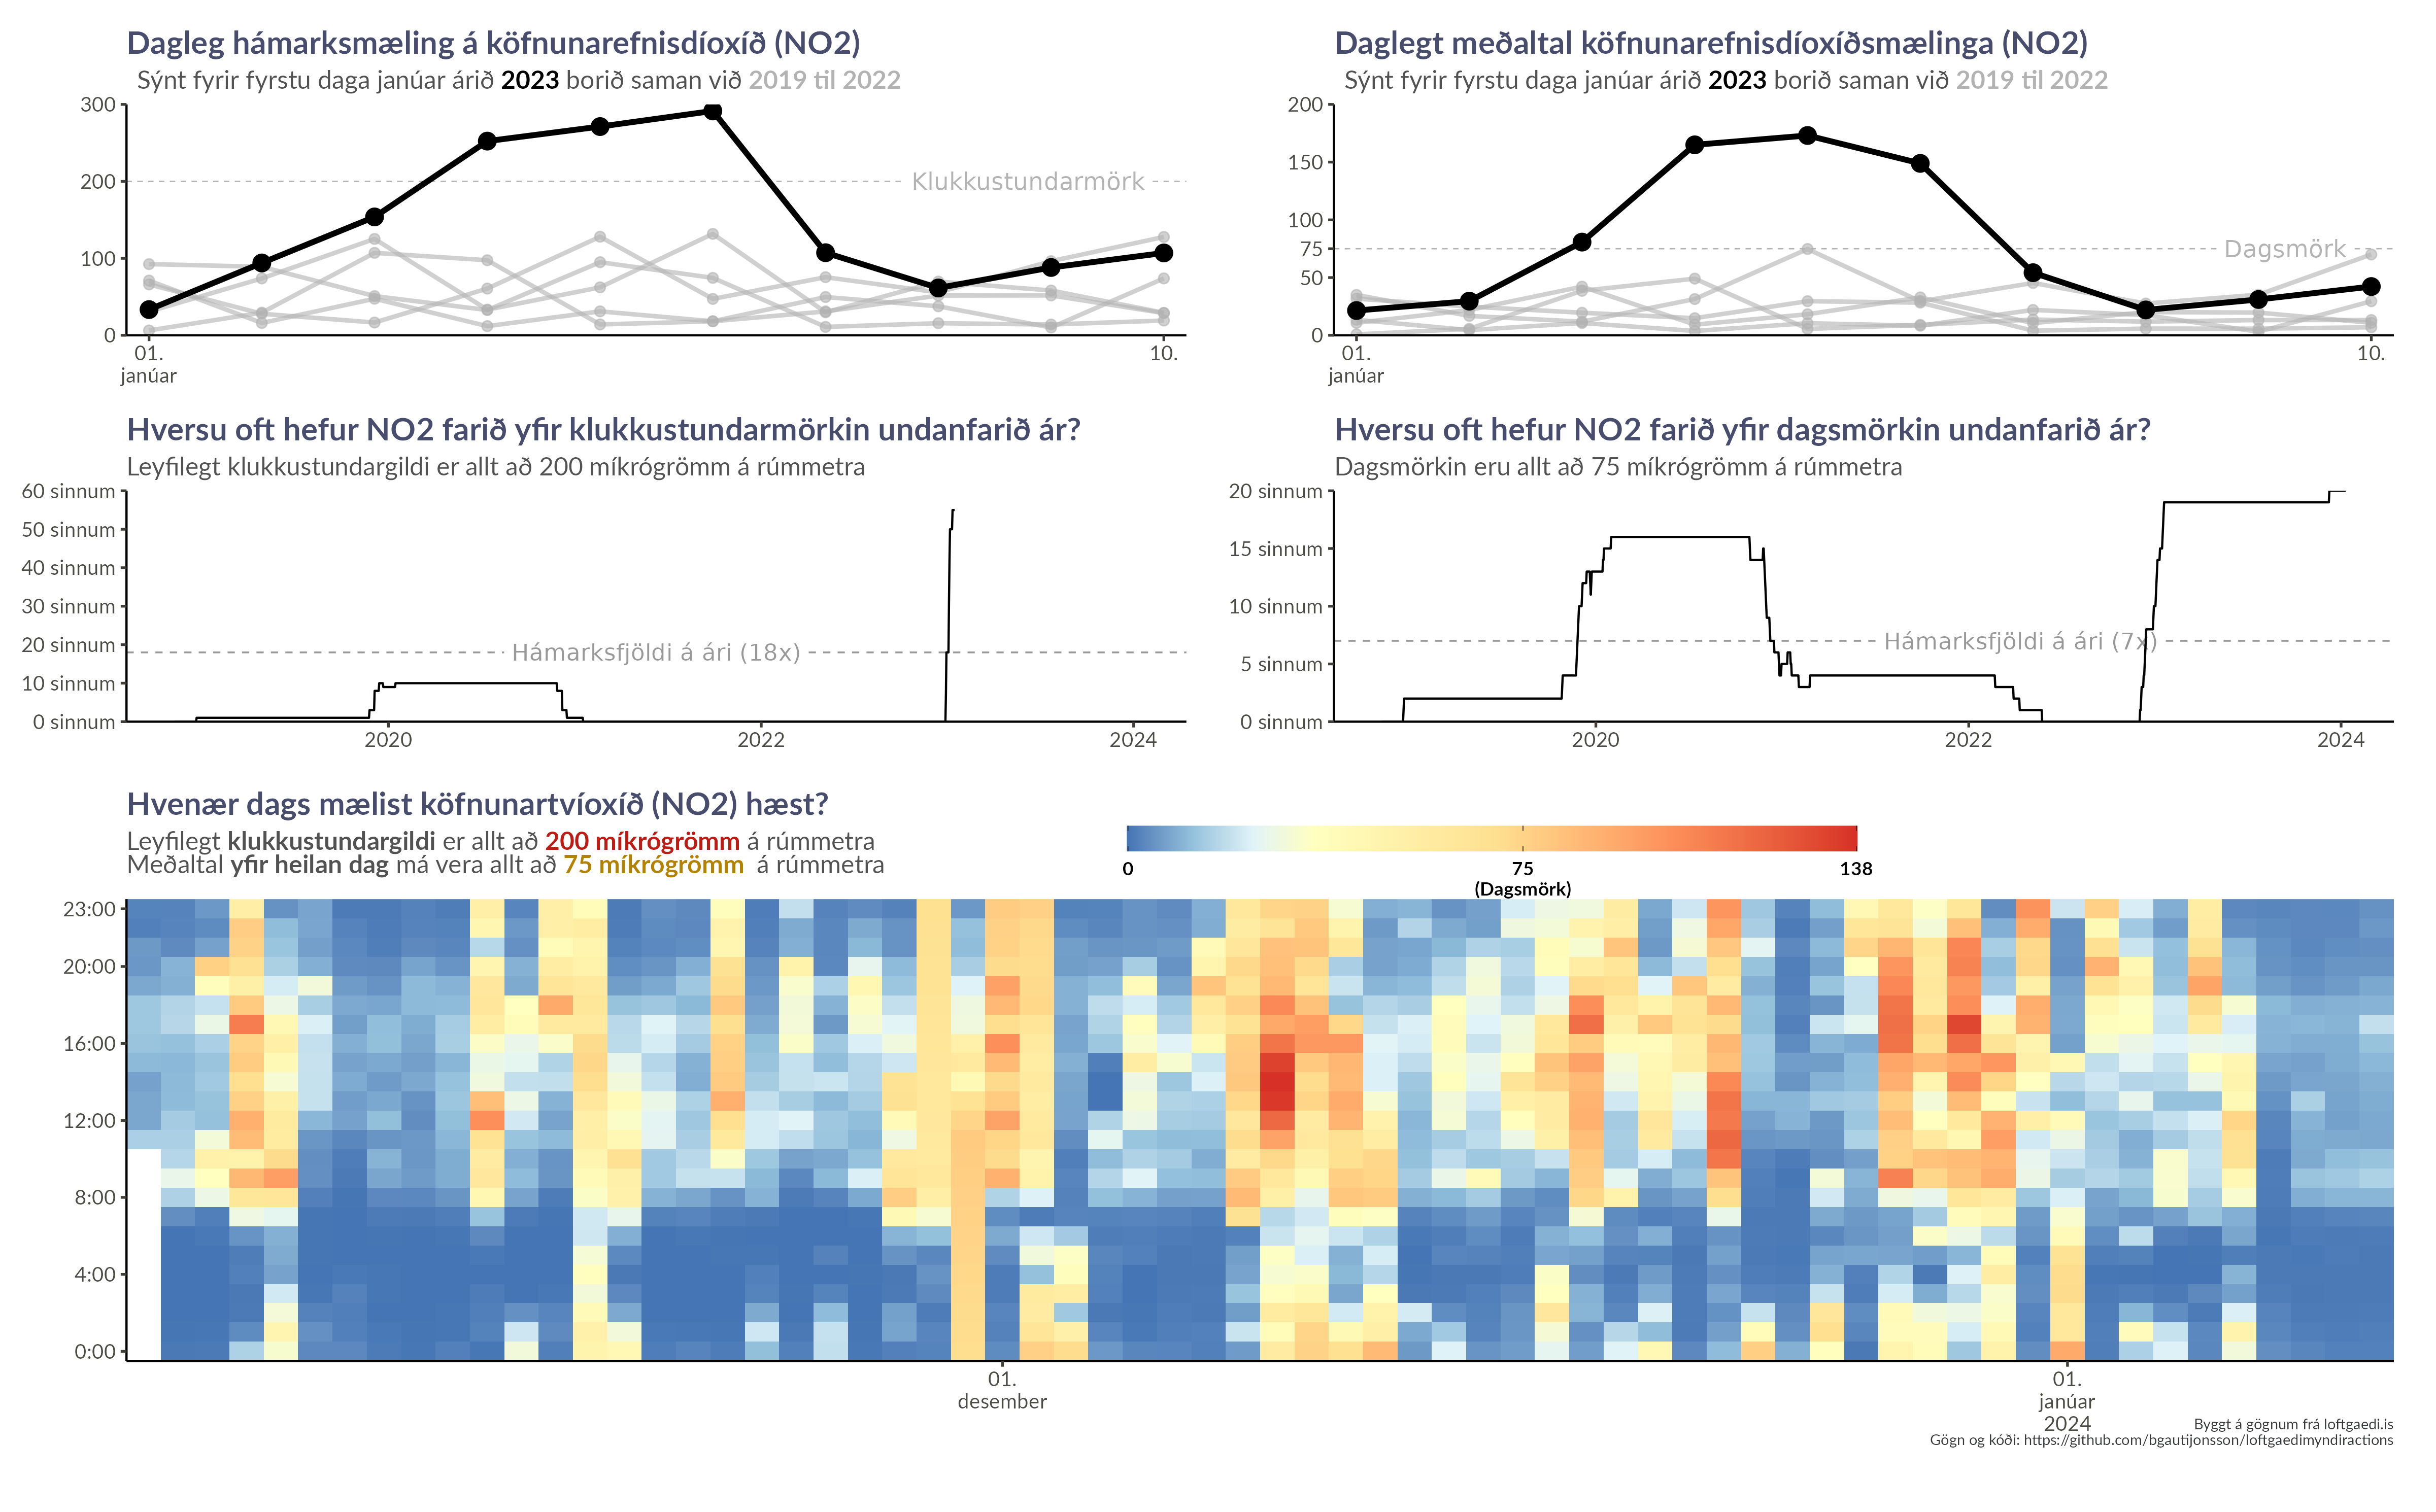 Dagleg hámarksmæling á köfnunarefnisdíoxíð (NO2)
Sýnt fyrir fyrstu daga janúar árið 2023 borið saman við 2019 til 2022
300
200
100
0
Klukkustundarmörk
01.
janúar
10.
Daglegt meðaltal köfnunarefnisdíoxíðsmælinga (NO2)
Sýnt fyrir fyrstu daga janúar árið 2023 borið saman við 2019 til 2022
200
150
100
75
50
0
Dagsmörk
01.
janúar
10.
Hversu oft hefur NO2 farið yfir klukkustundarmörkin undanfarið ár?
Leyfilegt klukkustundargildi er allt að 200 míkrógrömm á rúmmetra
60 sinnum
50 sinnum
40 sinnum
30 sinnum
20 sinnum
10 sinnum
0 sinnum
Hámarksfjöldi á ári (18x)
2020
2022
2024
Hversu oft hefur NO2 farið yfir dagsmörkin undanfarið ár?
Dagsmörkin eru allt að 75 míkrógrömm á rúmmetra
20 sinnum
15 sinnum
10 sinnum
5 sinnum
0 sinnum
Hámarksfjöldi á ári (7x)
2020
2022
2024
Hvenær dags mælist köfnunartvíoxíð (NO2) hæst?
Leyfilegt klukkustundargildi er allt að 200 míkrógrömm á rúmmetra
Meðaltal yfir heilan dag má vera allt að 75 míkrógrömm á rúmmetra
0
75
(Dagsmörk)
138
23:00
20:00
16:00
12:00
8:00
4:00
0:00
01.
desember
01.
janúar
2024
Byggt á gögnum frá loftgaedi.is
Gögn og kóði: https://github.com/bgautijonsson/loftgaedimyndiractions